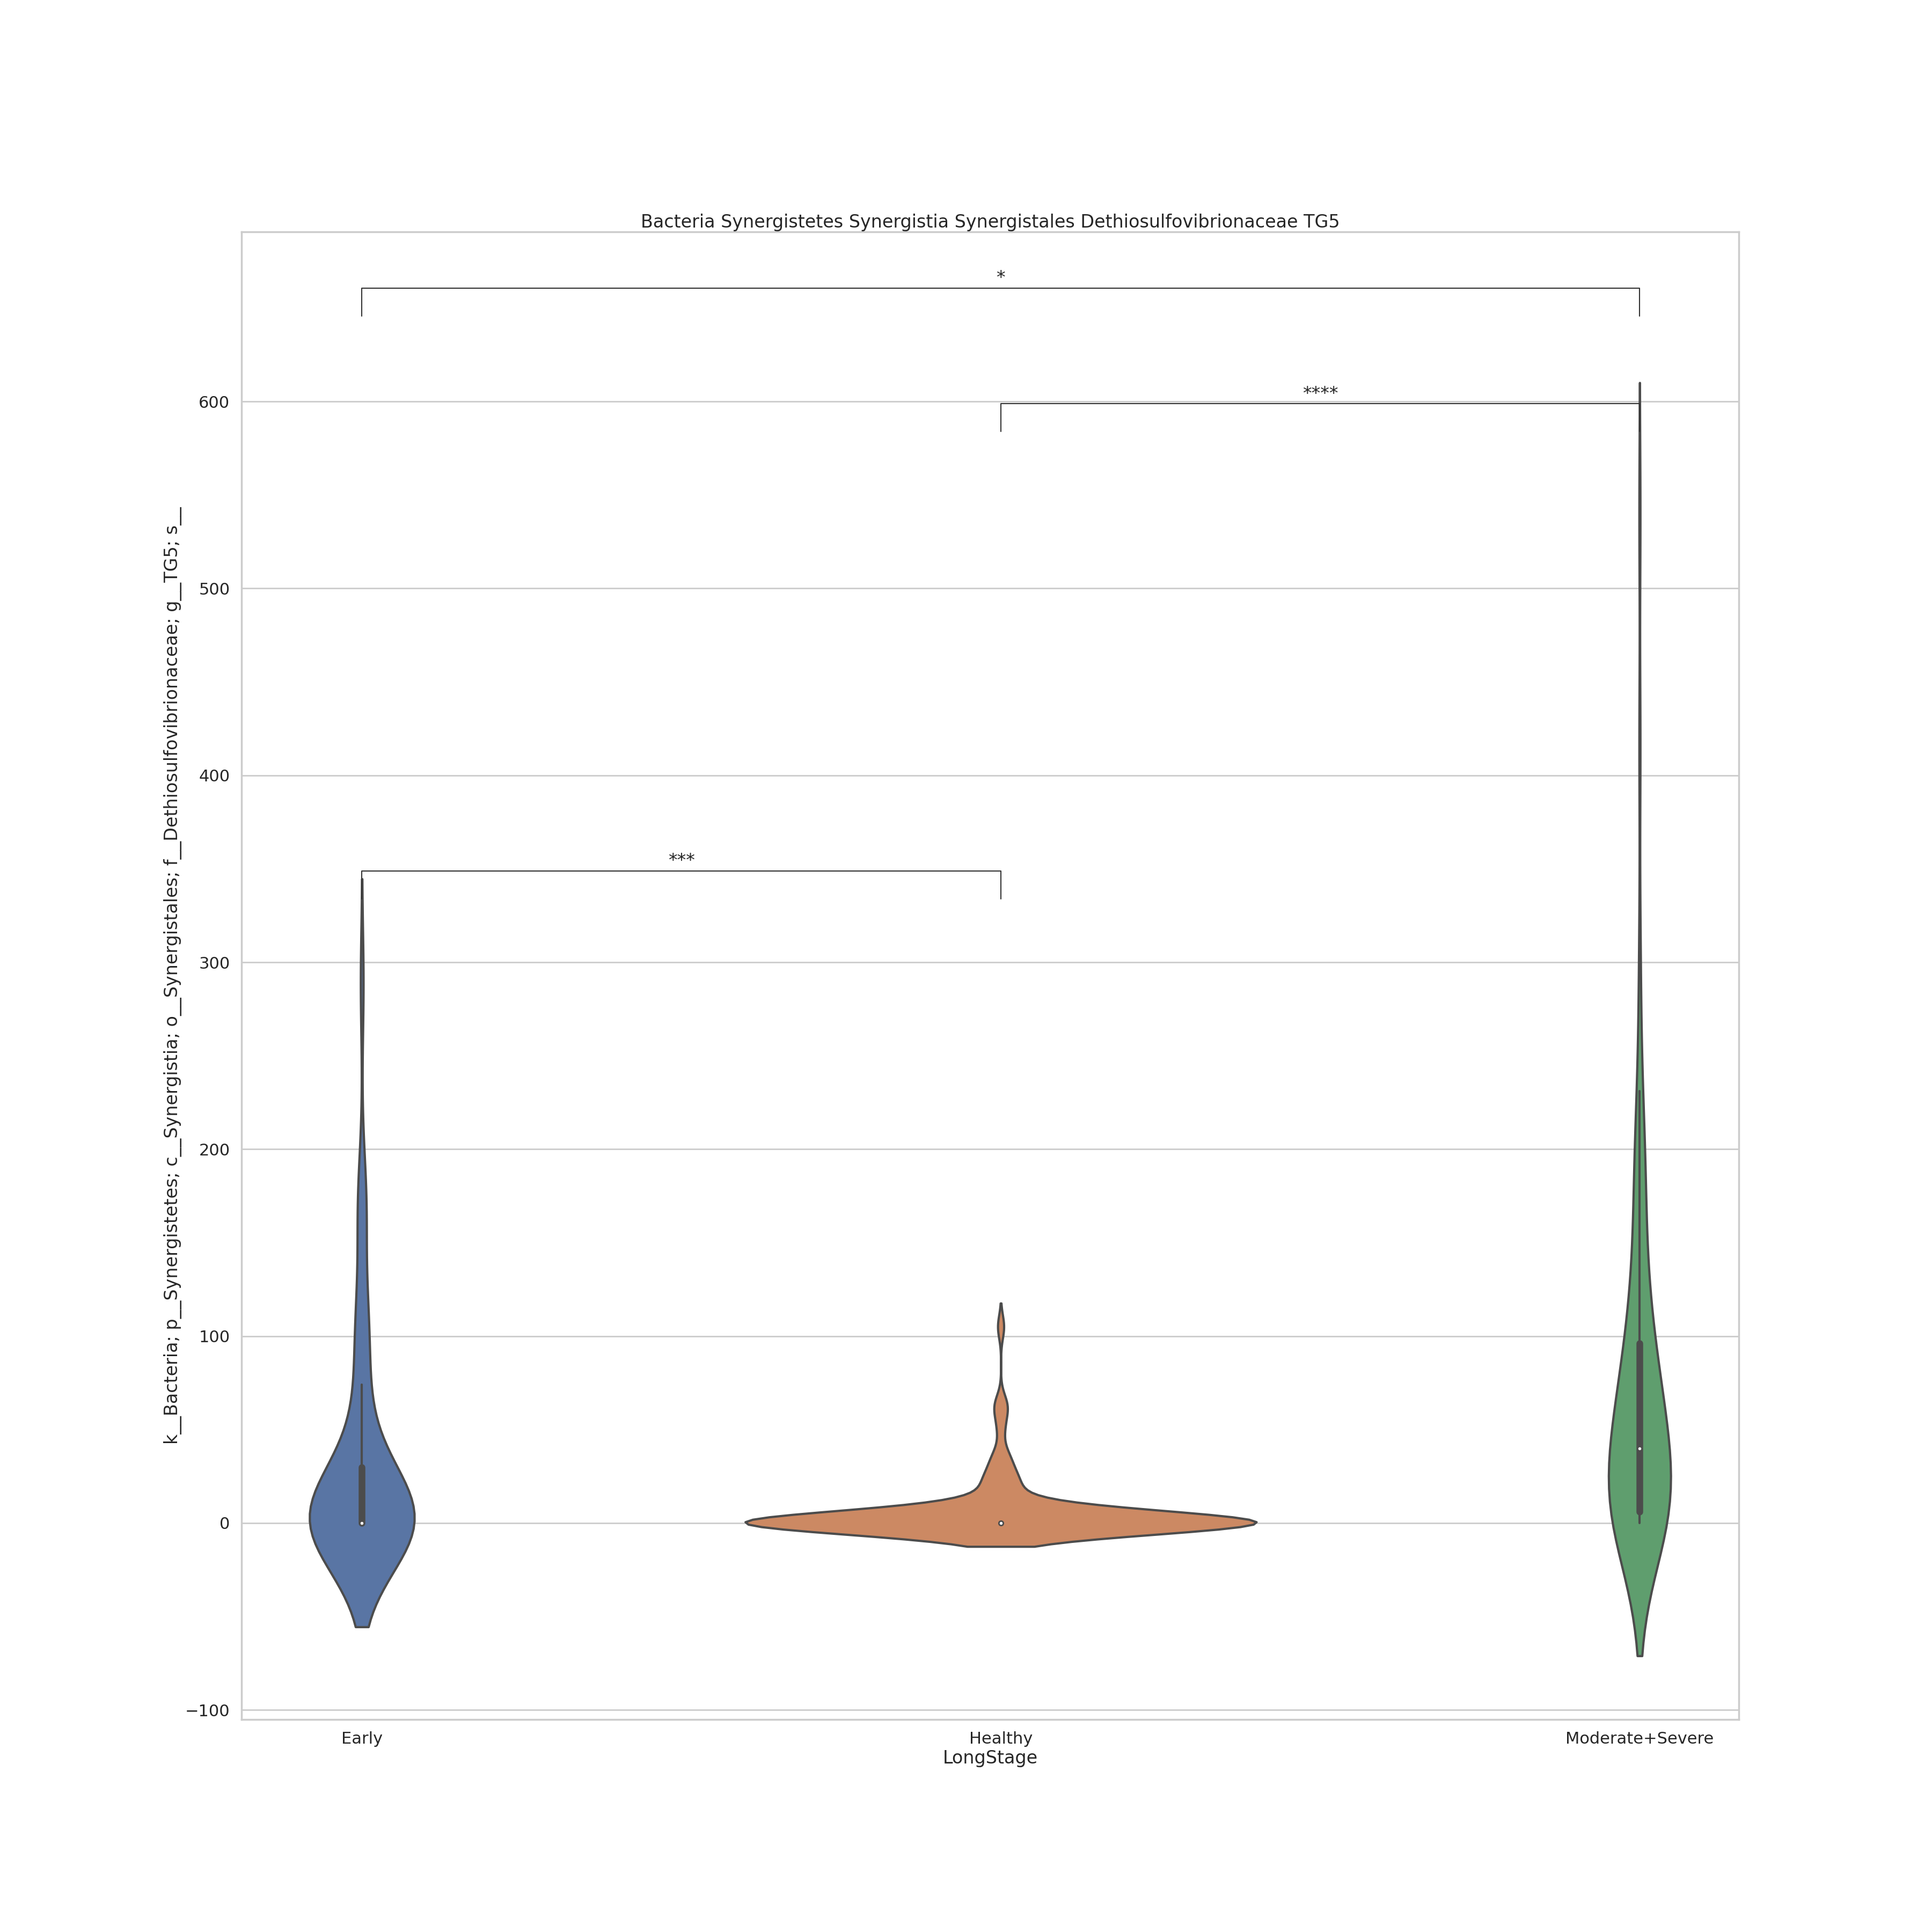 Bacteria Synergistetes Synergistia Synergistales Dethiosulfovibrionaceae TG5
*
****
***
600
500
400
300
200
100
0
−100
k__Bacteria; p__Synergistetes; c__Synergistia; o__Synergistales; f__Dethiosulfovibrionaceae; g__TG5; s__
Early
Healthy
Moderate+Severe
LongStage